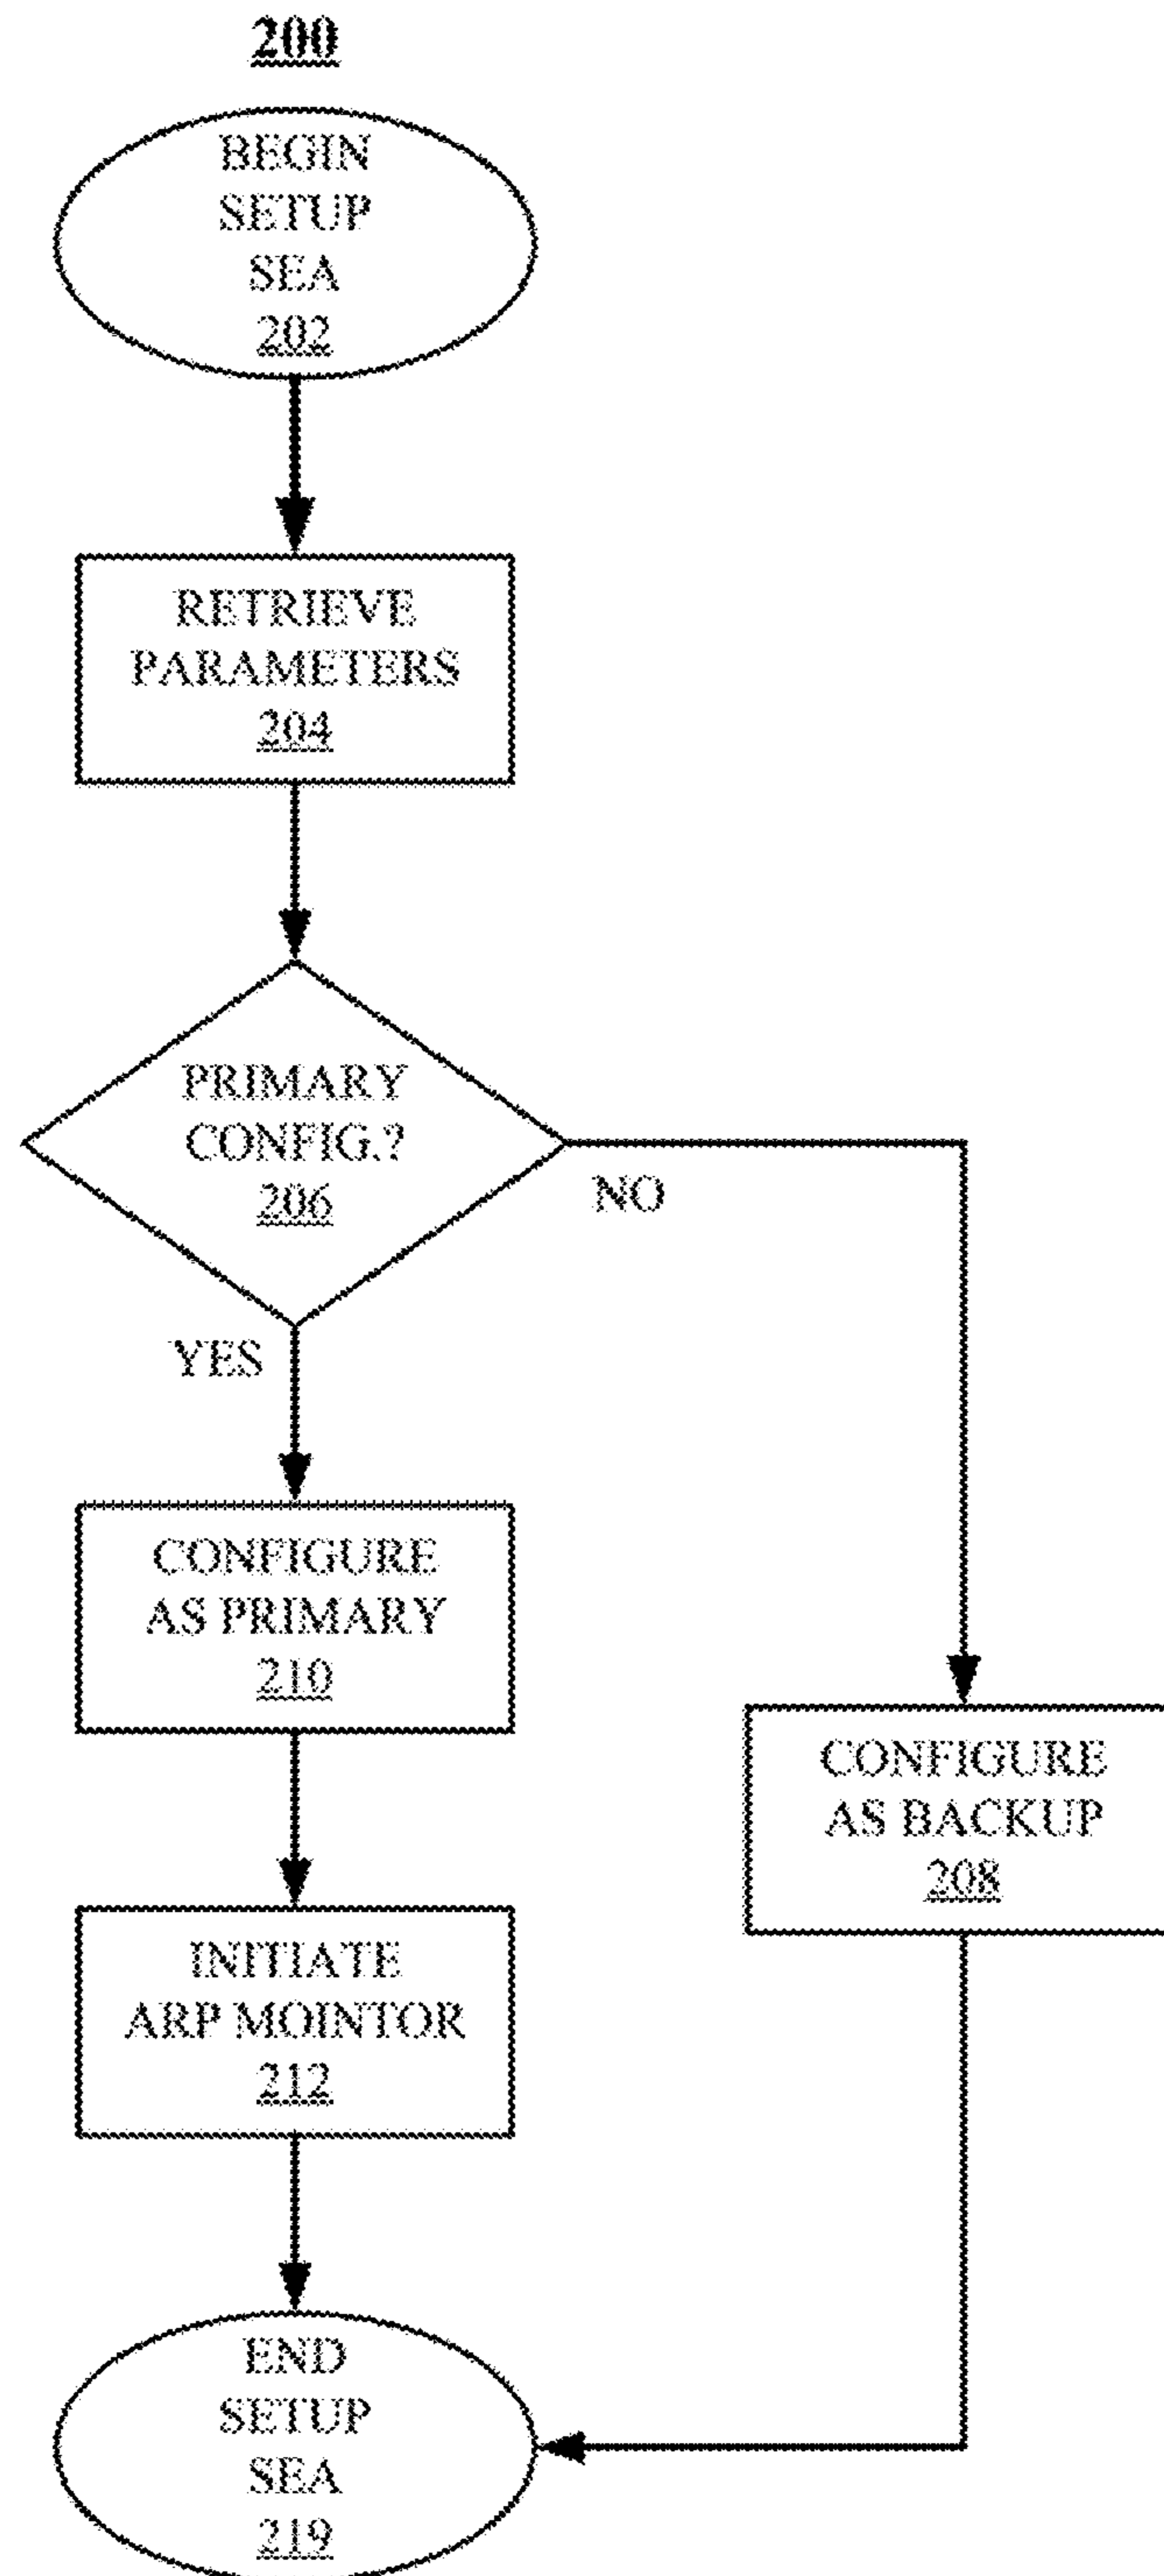 200
BEGIN
SETUP
SEA
202
RETRIEVE
PARAMETERS
204
PRIMARY
CONFIG.?
206
NO
YES
CONFIGURE
AS PRIMARY
210
CONFIGURE
AS BACKUP
208
INITIATE
ARP MOINTOR
212
END
SETUP
SEA
219